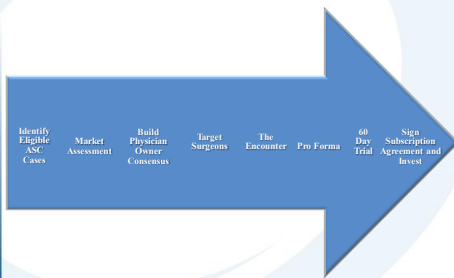 Identify
Eligible
ASC
Cases
Market
Assessment
Build
Physician
Owner
Consensus
Target
Surgeons
The
Encounter
Pro Forma
60
Day
Trial
Sign
Subscription
Agreement and
Invest